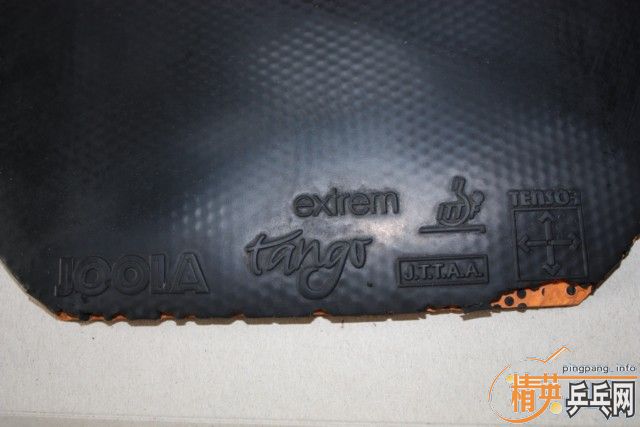 extrem
TENSOR
tango
JOOLA
J.T.T.A.A.
pingpang.info
精英乒乓网